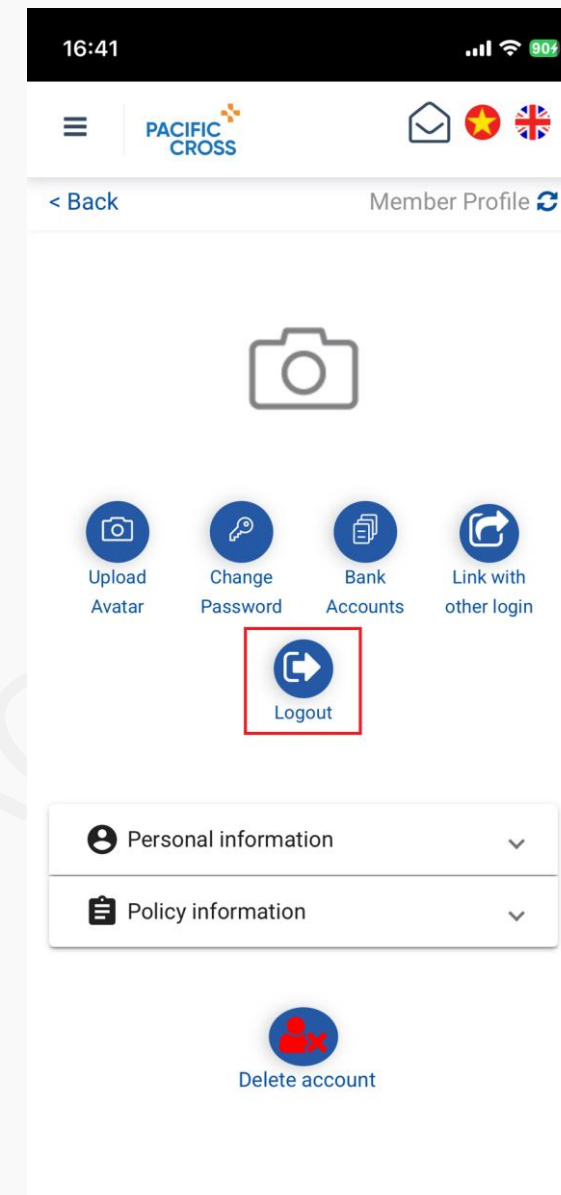 16:41
90
PACIFIC
CROSS
< Back
Member Profile
Upload
Avatar
Change
Password
Bank
Accounts
Link with
other login
Logout
Personal information
Policy information
Delete account